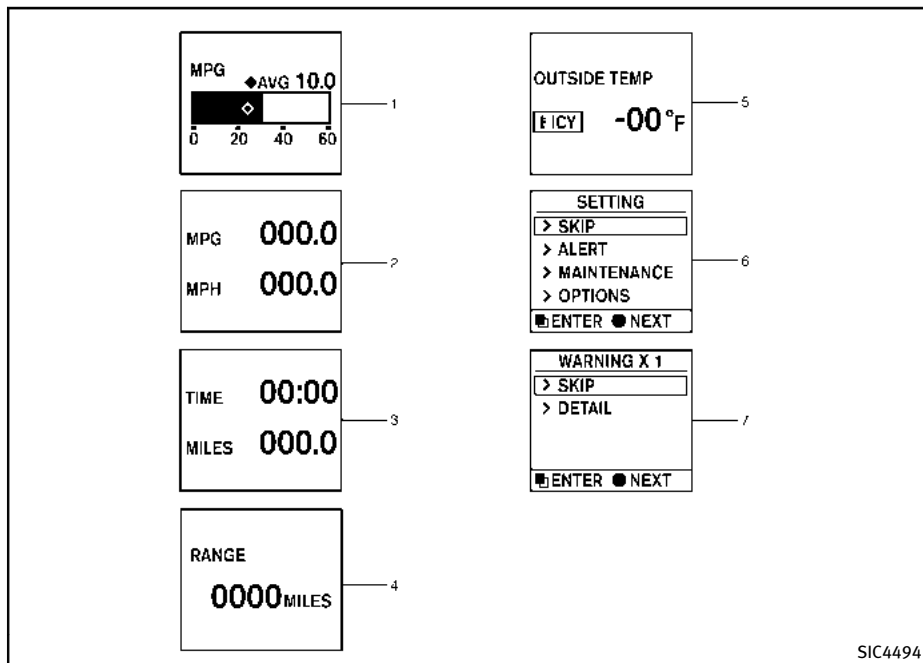 MPG
◆AVG 10.0
0 20 40 60
1
MPG 000.0
MPH 000.0
2
TIME 00:00
MILES 000.0
3
RANGE
0000 MILES
4
OUTSIDE TEMP
ICY -00°F
5
SETTING
> SKIP
> ALERT
> MAINTENANCE
> OPTIONS
ENTER ● NEXT
6
WARNING X 1
> SKIP
> DETAIL
ENTER ● NEXT
7
SIC4494